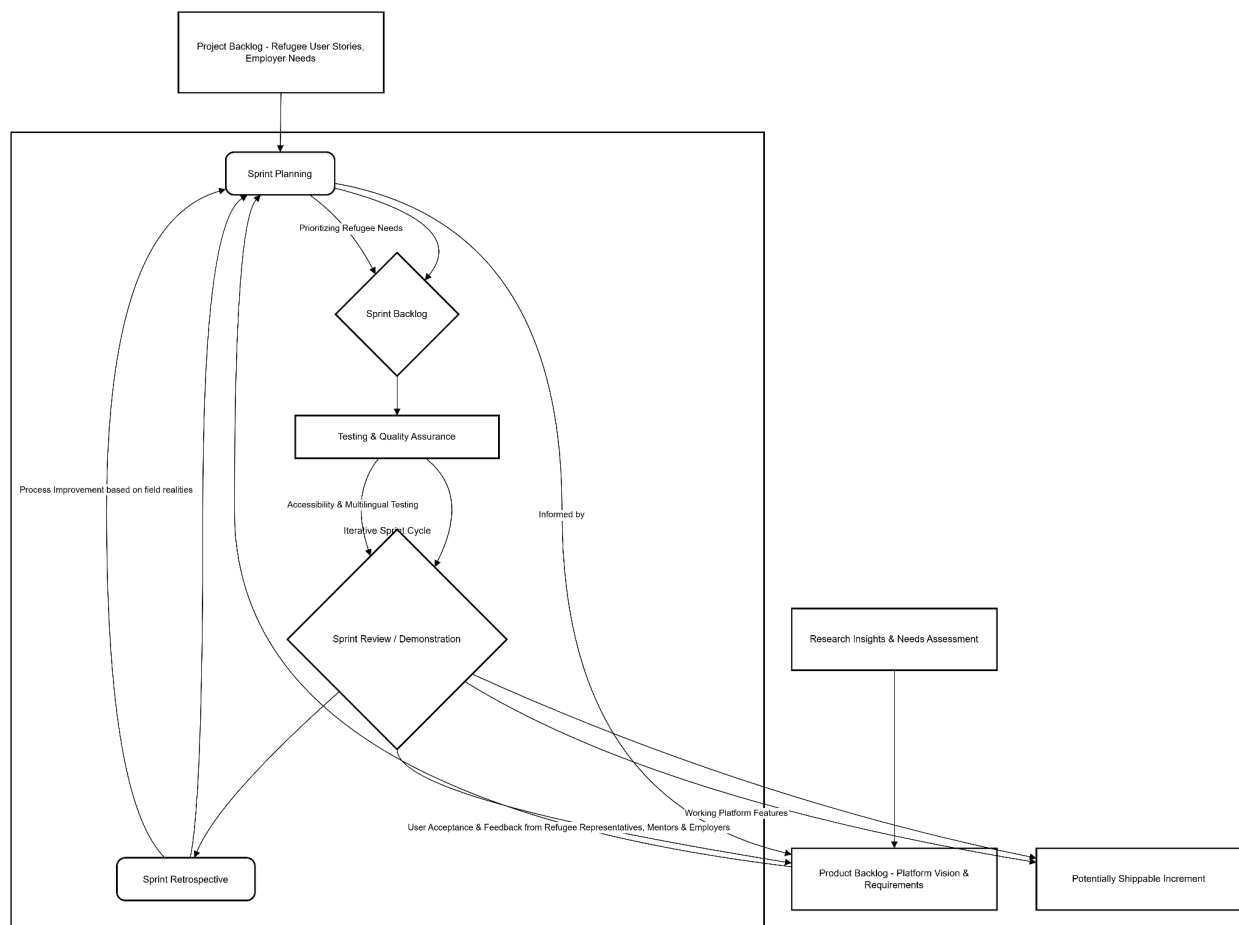 Project Backlog - Refugee User Stories,
Employer Needs
Sprint Planning
Prioritizing Refugee Needs
Sprint Backlog
Testing & Quality Assurance
Process Improvement based on field realities
Accessibility & Multilingual Testing
Informed by
Iterative Sprint Cycle
Sprint Review / Demonstration
Research Insights & Needs Assessment
Working Platform Features
User Acceptance & Feedback from Refugee Representatives, Mentors & Employers
Sprint Retrospective
Product Backlog - Platform Vision &
Requirements
Potentially Shippable Increment